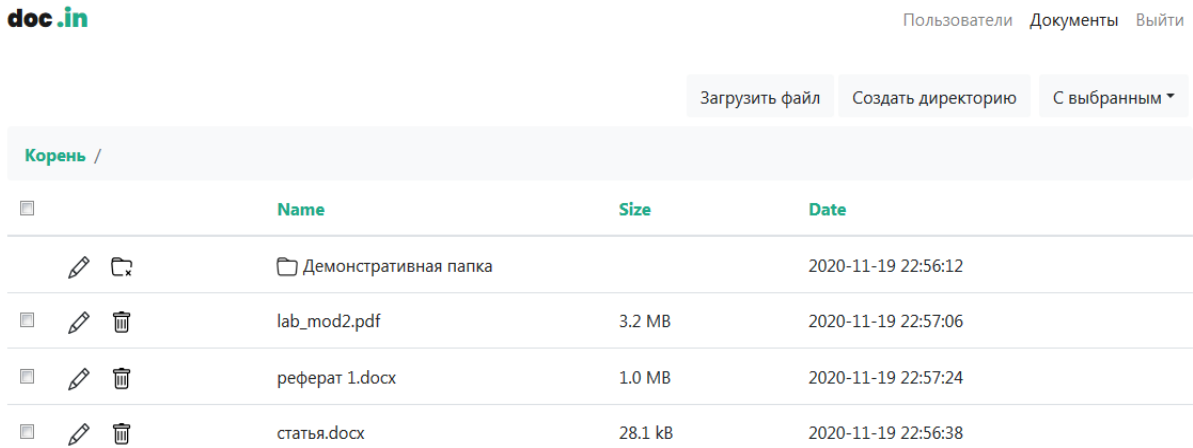 doc.in Пользователи Документы Выйти
Загрузить файл Создать директорию С выбранным
Корень /
Name Size Date
Демонстративная папка 2020-11-19 22:56:12
lab_mod2.pdf 3.2 MB 2020-11-19 22:57:06
реферат 1.docx 1.0 MB 2020-11-19 22:57:24
статья.docx 28.1 kB 2020-11-19 22:56:38